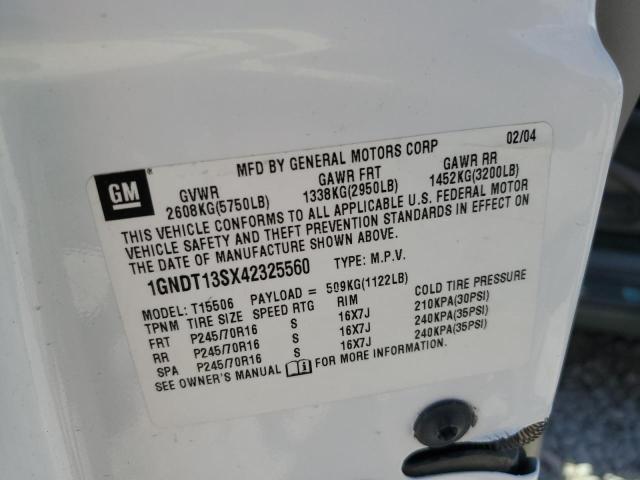 MFD BY GENERAL MOTORS CORP 02/04
GM
GVWR GAWR FRT GAWR RR
2608KG(5750LB) 1338KG(2950LB) 1452KG(3200LB)
THIS VEHICLE CONFORMS TO ALL APPLICABLE U.S. FEDERAL MOTOR
VEHICLE SAFETY AND THEFT PREVENTION STANDARDS IN EFFECT ON
THE DATE OF MANUFACTURE SHOWN ABOVE.
1GNDT13SX42325560 TYPE: M.P.V.
MODEL: T15506 PAYLOAD = 509KG(1122LB)
TPNM TIRE SIZE SPEED RTG RIM COLD TIRE PRESSURE
FRT P245/70R16 S 16X7J 210KPA(30PSI)
RR P245/70R16 S 16X7J 240KPA(35PSI)
SPA P245/70R16 S 16X7J 240KPA(35PSI)
SEE OWNER'S MANUAL FOR MORE INFORMATION.